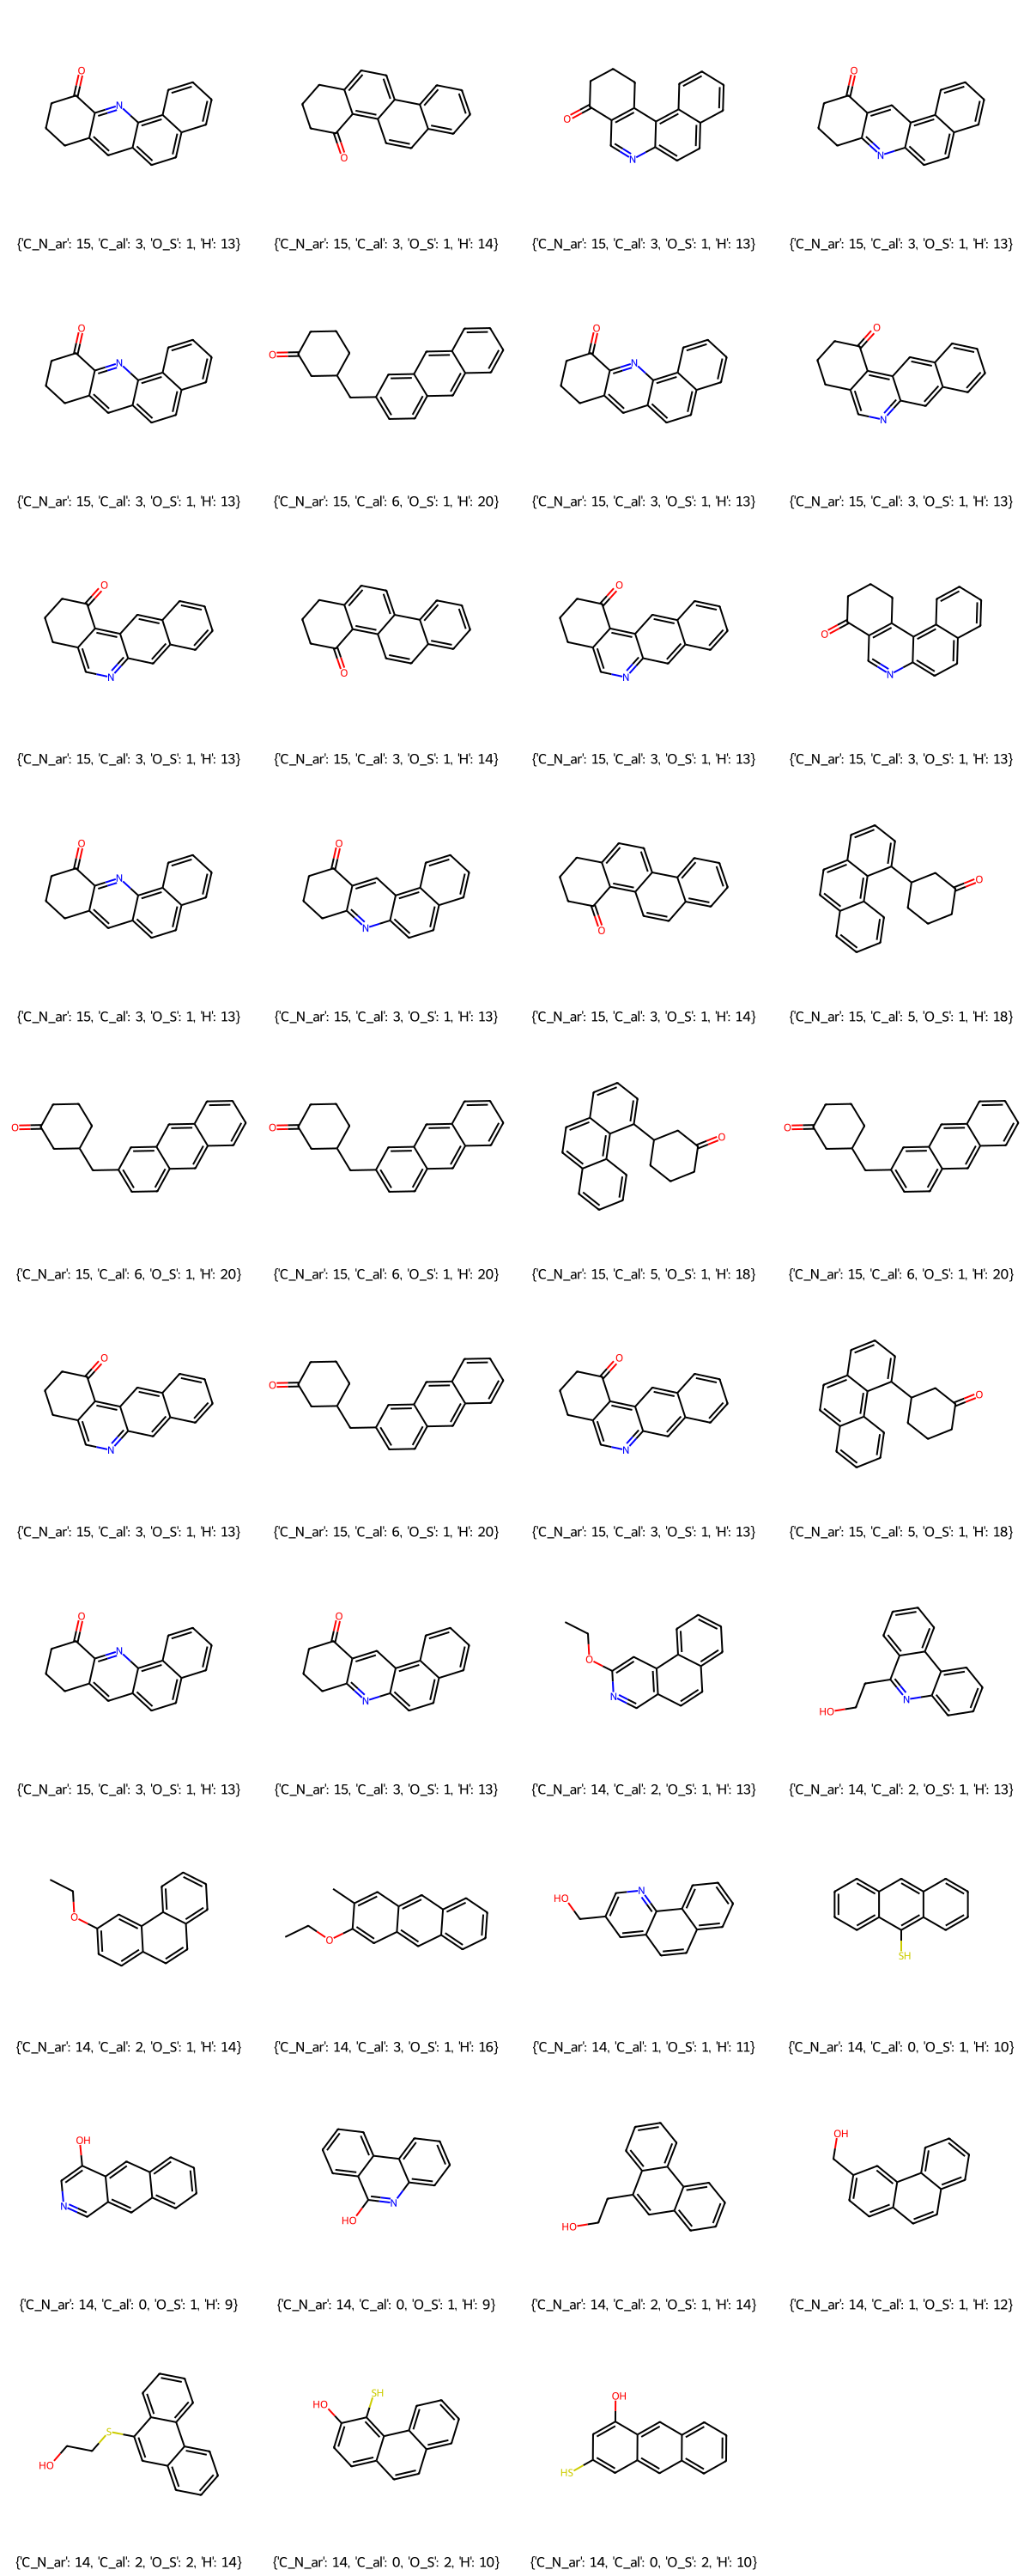 O
N
O
O
N
O
N
{'C_N_ar': 15, 'C_al': 3, 'O_S': 1, 'H': 13}
{'C_N_ar': 15, 'C_al': 3, 'O_S': 1, 'H': 14}
{'C_N_ar': 15, 'C_al': 3, 'O_S': 1, 'H': 13}
{'C_N_ar': 15, 'C_al': 3, 'O_S': 1, 'H': 13}
O
N
O
O
N
O
N
{'C_N_ar': 15, 'C_al': 3, 'O_S': 1, 'H': 13}
{'C_N_ar': 15, 'C_al': 6, 'O_S': 1, 'H': 20}
{'C_N_ar': 15, 'C_al': 3, 'O_S': 1, 'H': 13}
{'C_N_ar': 15, 'C_al': 3, 'O_S': 1, 'H': 13}
O
N
O
O
N
O
N
{'C_N_ar': 15, 'C_al': 3, 'O_S': 1, 'H': 13}
{'C_N_ar': 15, 'C_al': 3, 'O_S': 1, 'H': 14}
{'C_N_ar': 15, 'C_al': 3, 'O_S': 1, 'H': 13}
{'C_N_ar': 15, 'C_al': 3, 'O_S': 1, 'H': 13}
O
N
O
N
O
O
{'C_N_ar': 15, 'C_al': 3, 'O_S': 1, 'H': 13}
{'C_N_ar': 15, 'C_al': 3, 'O_S': 1, 'H': 13}
{'C_N_ar': 15, 'C_al': 3, 'O_S': 1, 'H': 14}
{'C_N_ar': 15, 'C_al': 5, 'O_S': 1, 'H': 18}
O
O
O
O
{'C_N_ar': 15, 'C_al': 6, 'O_S': 1, 'H': 20}
{'C_N_ar': 15, 'C_al': 6, 'O_S': 1, 'H': 20}
{'C_N_ar': 15, 'C_al': 5, 'O_S': 1, 'H': 18}
{'C_N_ar': 15, 'C_al': 6, 'O_S': 1, 'H': 20}
O
N
O
O
N
O
{'C_N_ar': 15, 'C_al': 3, 'O_S': 1, 'H': 13}
{'C_N_ar': 15, 'C_al': 6, 'O_S': 1, 'H': 20}
{'C_N_ar': 15, 'C_al': 3, 'O_S': 1, 'H': 13}
{'C_N_ar': 15, 'C_al': 5, 'O_S': 1, 'H': 18}
O
N
O
N
O
N
HO
N
{'C_N_ar': 15, 'C_al': 3, 'O_S': 1, 'H': 13}
{'C_N_ar': 15, 'C_al': 3, 'O_S': 1, 'H': 13}
{'C_N_ar': 14, 'C_al': 2, 'O_S': 1, 'H': 13}
{'C_N_ar': 14, 'C_al': 2, 'O_S': 1, 'H': 13}
O
O
HO
N
SH
{'C_N_ar': 14, 'C_al': 2, 'O_S': 1, 'H': 14}
{'C_N_ar': 14, 'C_al': 3, 'O_S': 1, 'H': 16}
{'C_N_ar': 14, 'C_al': 1, 'O_S': 1, 'H': 11}
{'C_N_ar': 14, 'C_al': 0, 'O_S': 1, 'H': 10}
OH
N
HO
N
HO
OH
{'C_N_ar': 14, 'C_al': 0, 'O_S': 1, 'H': 9}
{'C_N_ar': 14, 'C_al': 0, 'O_S': 1, 'H': 9}
{'C_N_ar': 14, 'C_al': 2, 'O_S': 1, 'H': 14}
{'C_N_ar': 14, 'C_al': 1, 'O_S': 1, 'H': 12}
HO
S
HO
SH
OH
HS
{'C_N_ar': 14, 'C_al': 2, 'O_S': 2, 'H': 14}
{'C_N_ar': 14, 'C_al': 0, 'O_S': 2, 'H': 10}
{'C_N_ar': 14, 'C_al': 0, 'O_S': 2, 'H': 10}